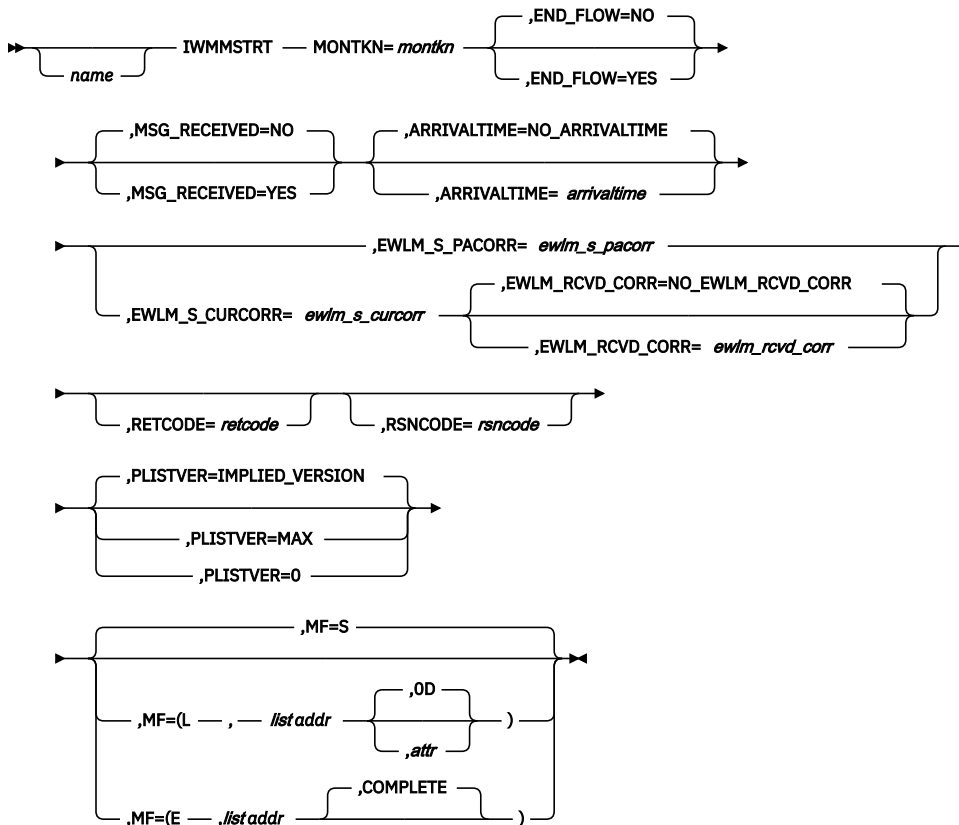 ,END_FLOW=NO
name IWMMSTRT MONTKN= montkn
,END_FLOW=YES
,MSG_RECEIVED=NO ,ARRIVALTIME=NO_ARRIVALTIME
,MSG_RECEIVED=YES ,ARRIVALTIME= arrivaltime
,EWLM_S_PACORR= ewlm_s_pacorr
,EWLM_RCVD_CORR=NO_EWLM_RCVD_CORR
,EWLM_S_CURCORR= ewlm_s_curcorr
,EWLM_RCVD_CORR= ewlm_rcvd_corr
,RETCODE= retcode ,RSNCODE= rsncode
,PLISTVER=IMPLIED_VERSION
,PLISTVER=MAX
,PLISTVER=0
,MF=S
,0D
,MF=(L , list addr )
,attr
,COMPLETE
,MF=(E ,list addr )